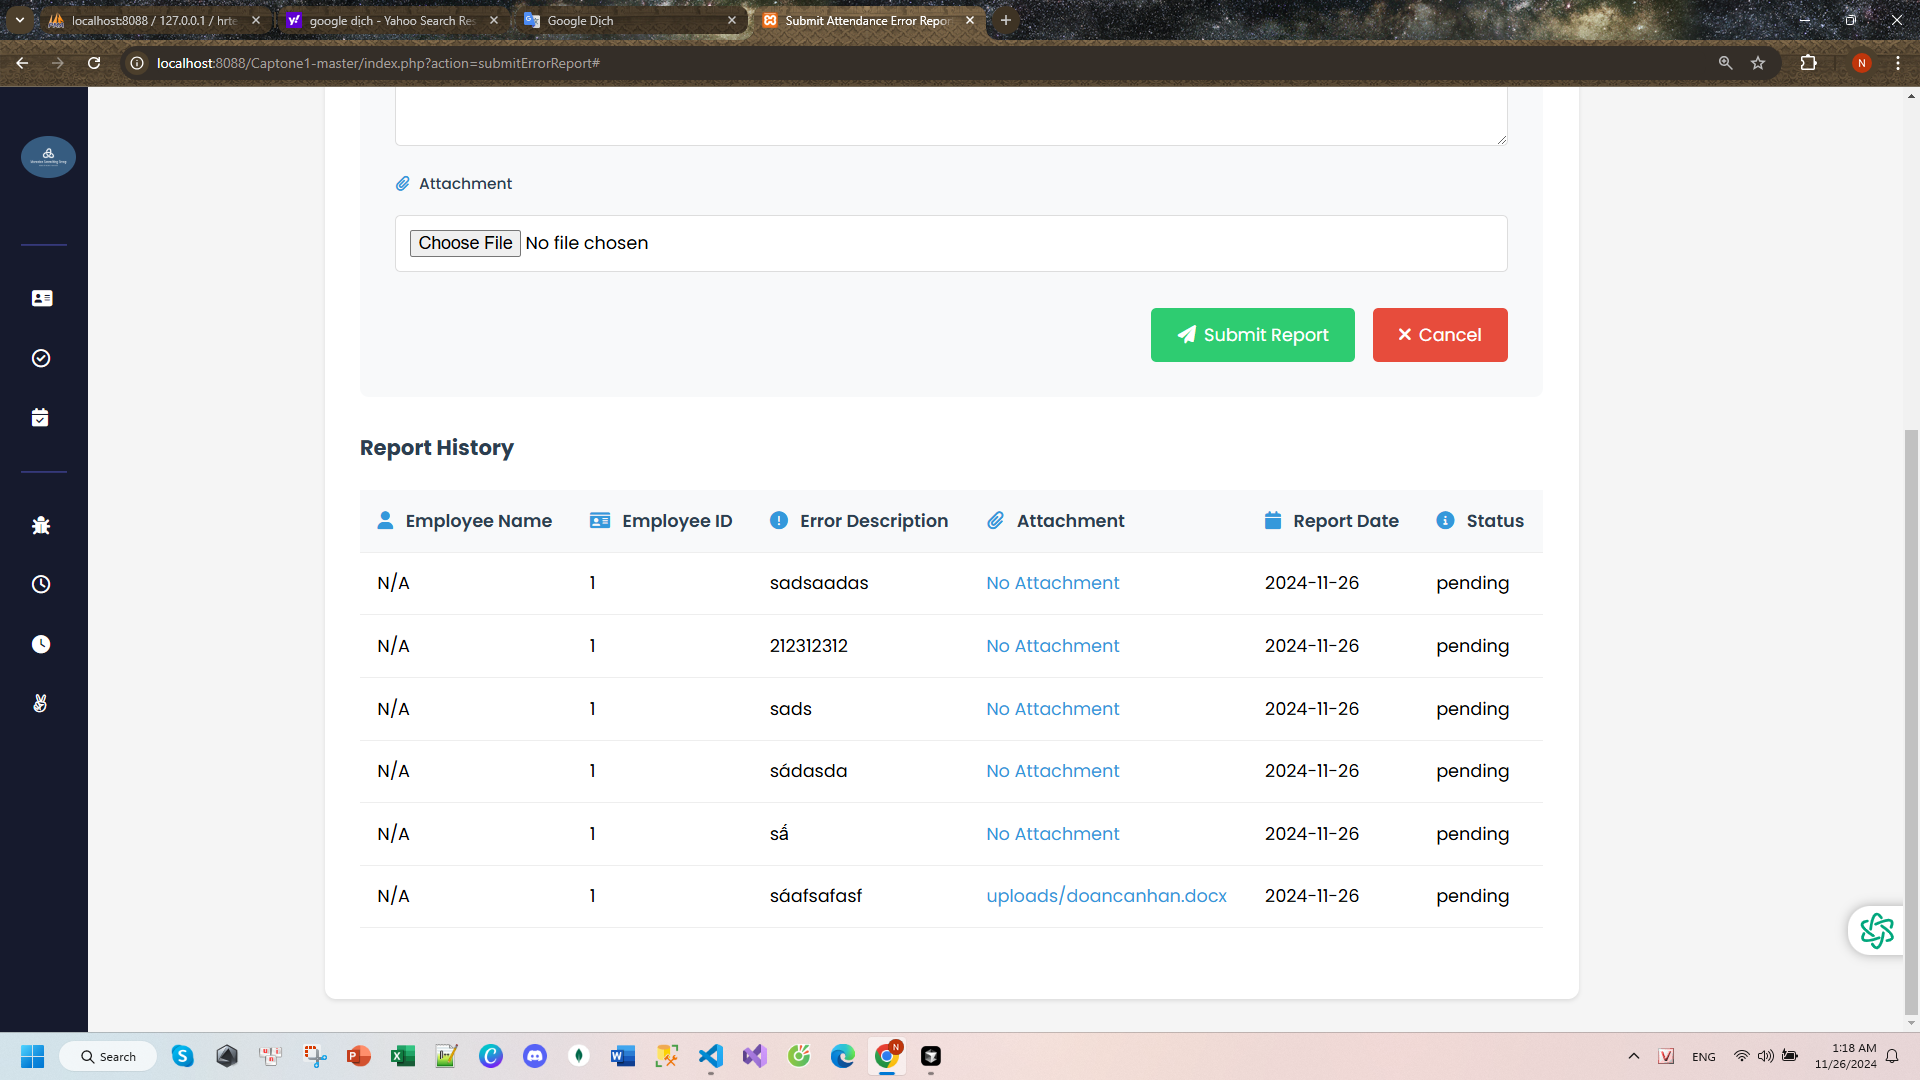 localhost:8088 / 127.0.0.1 / hrte
google dịch - Yahoo Search Res
Google Dịch
Submit Attendance Error Repor
localhost:8088/Captone1-master/index.php?action=submitErrorReport#
N
Attachment
Choose File No file chosen
Submit Report
Cancel
Report History
Employee Name Employee ID Error Description Attachment Report Date Status
N/A 1 sadsaadas No Attachment 2024-11-26 pending
N/A 1 212312312 No Attachment 2024-11-26 pending
N/A 1 sads No Attachment 2024-11-26 pending
N/A 1 sádasda No Attachment 2024-11-26 pending
N/A 1 sấ No Attachment 2024-11-26 pending
N/A 1 sáafsafasf uploads/doancanhan.docx 2024-11-26 pending
Search
ENG
1:18 AM
11/26/2024